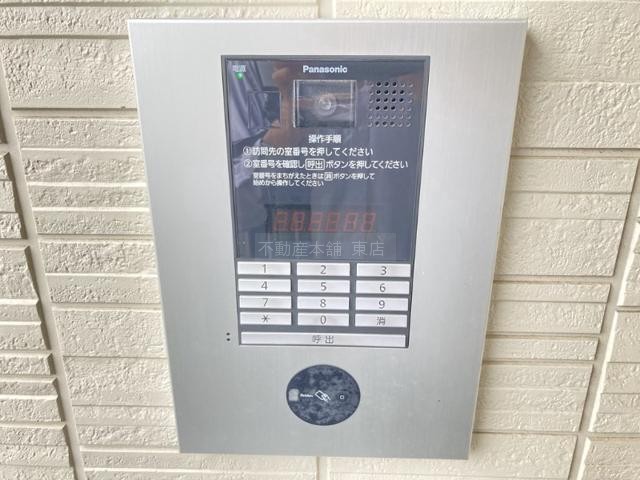 電源
Panasonic
操作手順
①訪問先の室番号を押してください
②室番号を確認し呼出ボタンを押してください
室番号をまちがえたときは消ボタンを押して
始めから操作してください
不動産本舗 東店
1 2 3
4 5 6
7 8 9
* 0 消
呼出